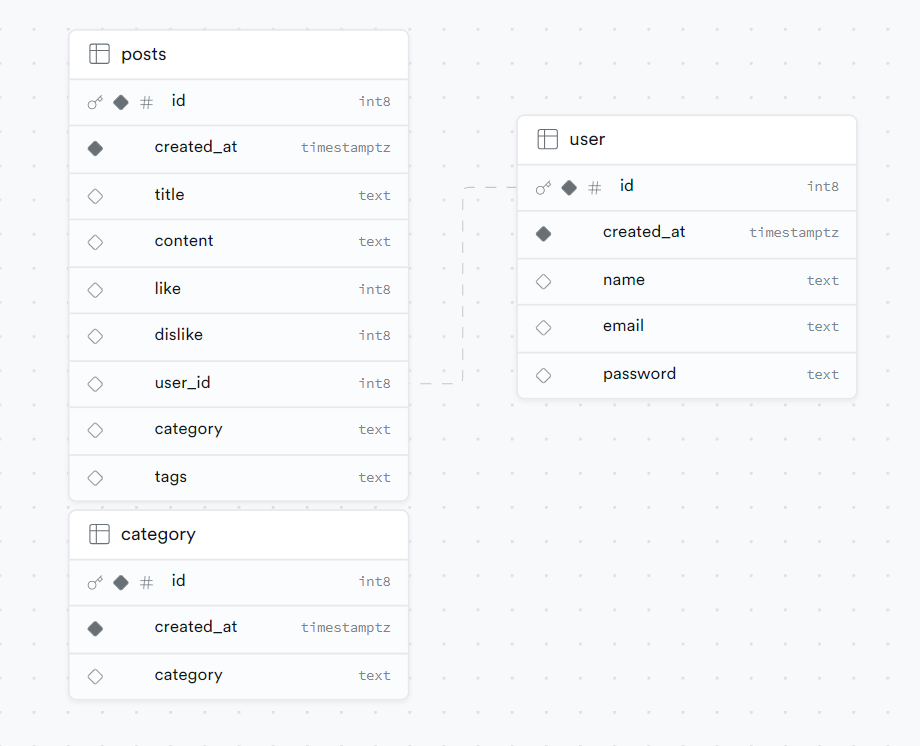 posts
# id int8
created_at timestamptz
title text
content text
like int8
dislike int8
user_id int8
category text
tags text
user
# id int8
created_at timestamptz
name text
email text
password text
category
# id int8
created_at timestamptz
category text